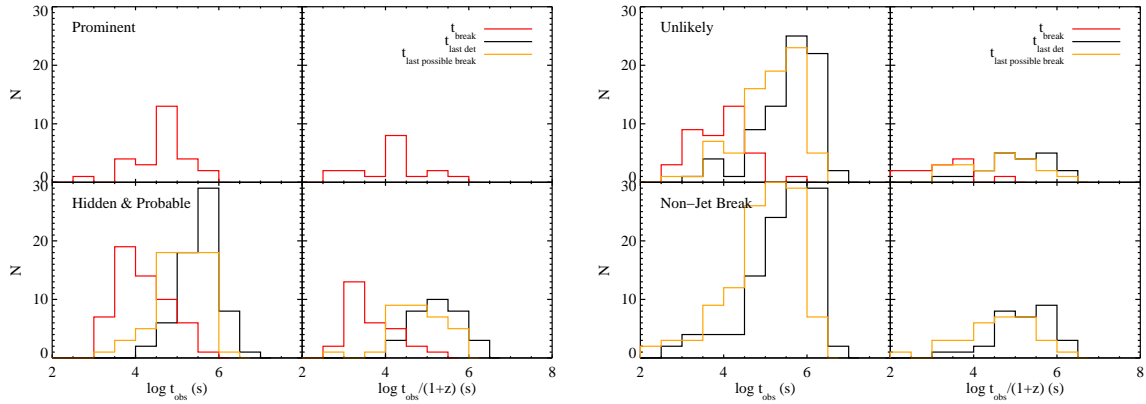 30
20
10
0
N
Prominent
t_break
t_last det
t_last possible break
30
20
10
0
N
Hidden & Probable
2 4 6 2 4 6 8
log t_obs (s) log t_obs/(1+z) (s)
30
20
10
0
N
Unlikely
t_break
t_last det
t_last possible break
30
20
10
0
N
Non−Jet Break
2 4 6 2 4 6 8
log t_obs (s) log t_obs/(1+z) (s)